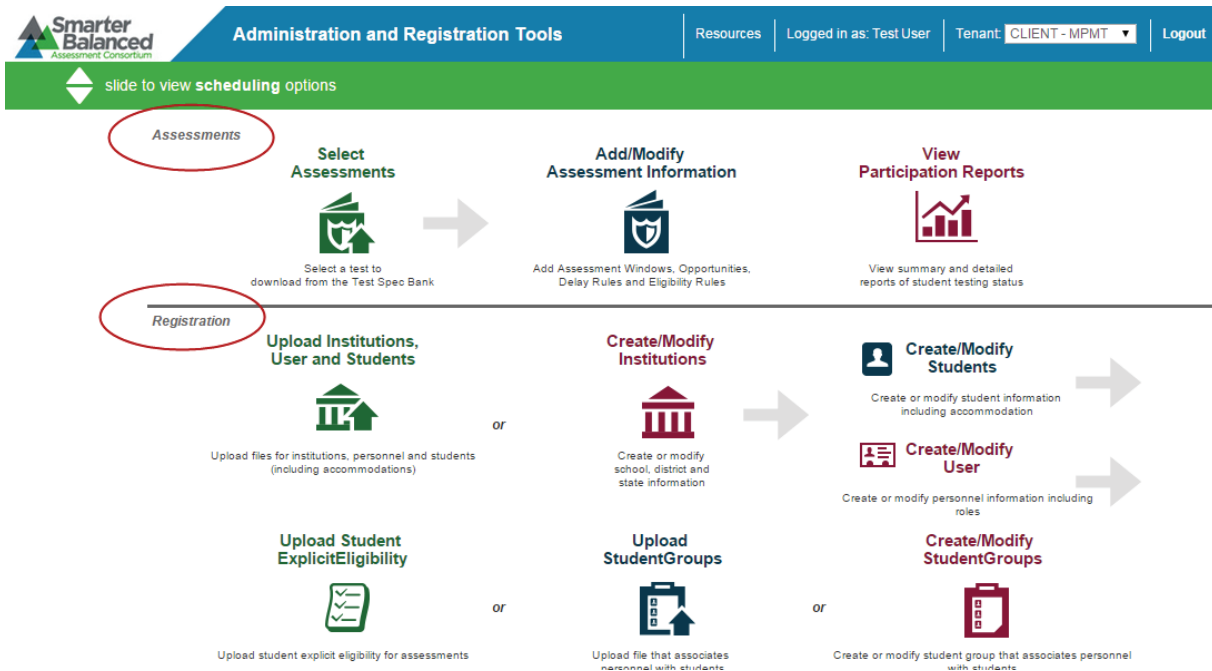 Smarter
Balanced
Assessment Consortium
Administration and Registration Tools
Resources
Logged in as: Test User
Tenant: CLIENT - MPMT
Logout
slide to view scheduling options
Assessments
Select
Assessments
Select a test to
download from the Test Spec Bank
Add/Modify
Assessment Information
Add Assessment Windows, Opportunities,
Delay Rules and Eligibility Rules
View
Participation Reports
View summary and detailed
reports of student testing status
Registration
Upload Institutions,
User and Students
Upload files for institutions, personnel and students
(including accommodations)
or
Create/Modify
Institutions
Create or modify
school, district and
state information
Create/Modify
Students
Create or modify student information
including accommodation
Create/Modify
User
Create or modify personnel information including
roles
Upload Student
ExplicitEligibility
Upload student explicit eligibility for assessments
or
Upload
StudentGroups
Upload file that associates
personnel with students
or
Create/Modify
StudentGroups
Create or modify student group that associates personnel
with students